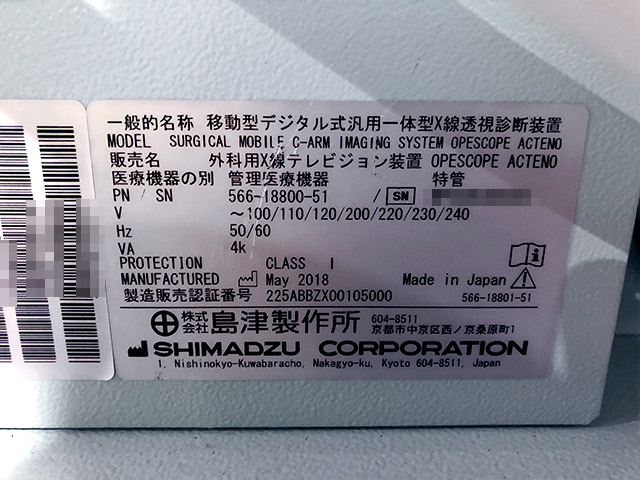 一般的名称 移動型デジタル式汎用一体型X線透視診断装置
MODEL SURGICAL MOBILE C-ARM IMAGING SYSTEM OPESCOPE ACTENO
販売名 外科用X線テレビジョン装置 OPESCOPE ACTENO
医療機器の別 管理医療機器 特管
PN / SN 566-18800-51 / SN
V ～100/110/120/200/220/230/240
Hz 50/60
VA 4k
PROTECTION CLASS I
MANUFACTURED May 2018 Made in Japan
製造販売認証番号 225ABBZX00105000 566-18801-51
株式会社 島津製作所 604-8511
京都市中京区西ノ京桑原町1
SHIMADZU CORPORATION
1, Nishinokyo-Kuwabaracho, Nakagyo-ku, Kyoto 604-8511, Japan